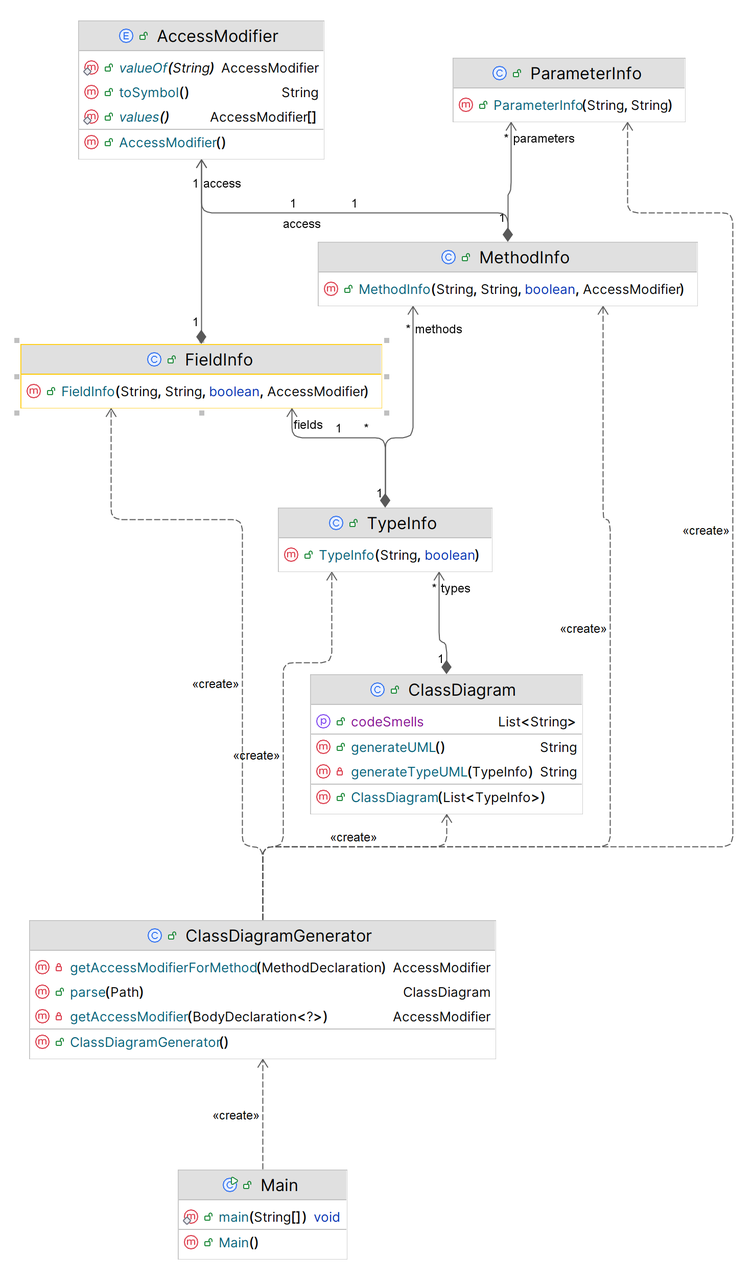 AccessModifier
valueOf(String) AccessModifier
toSymbol() String
values() AccessModifier[]
AccessModifier()
ParameterInfo
ParameterInfo(String, String)
* parameters
1 access
1 1
access
1
MethodInfo
MethodInfo(String, String, boolean, AccessModifier)
1
* methods
FieldInfo
FieldInfo(String, String, boolean, AccessModifier)
fields 1 *
1
TypeInfo
TypeInfo(String, boolean)
«create»
* types
«create»
1
«create»
ClassDiagram
codeSmells List<String>
generateUML() String
generateTypeUML(TypeInfo) String
ClassDiagram(List<TypeInfo>)
«create»
«create»
ClassDiagramGenerator
getAccessModifierForMethod(MethodDeclaration) AccessModifier
parse(Path) ClassDiagram
getAccessModifier(BodyDeclaration<?>) AccessModifier
ClassDiagramGenerator()
«create»
Main
main(String[]) void
Main()